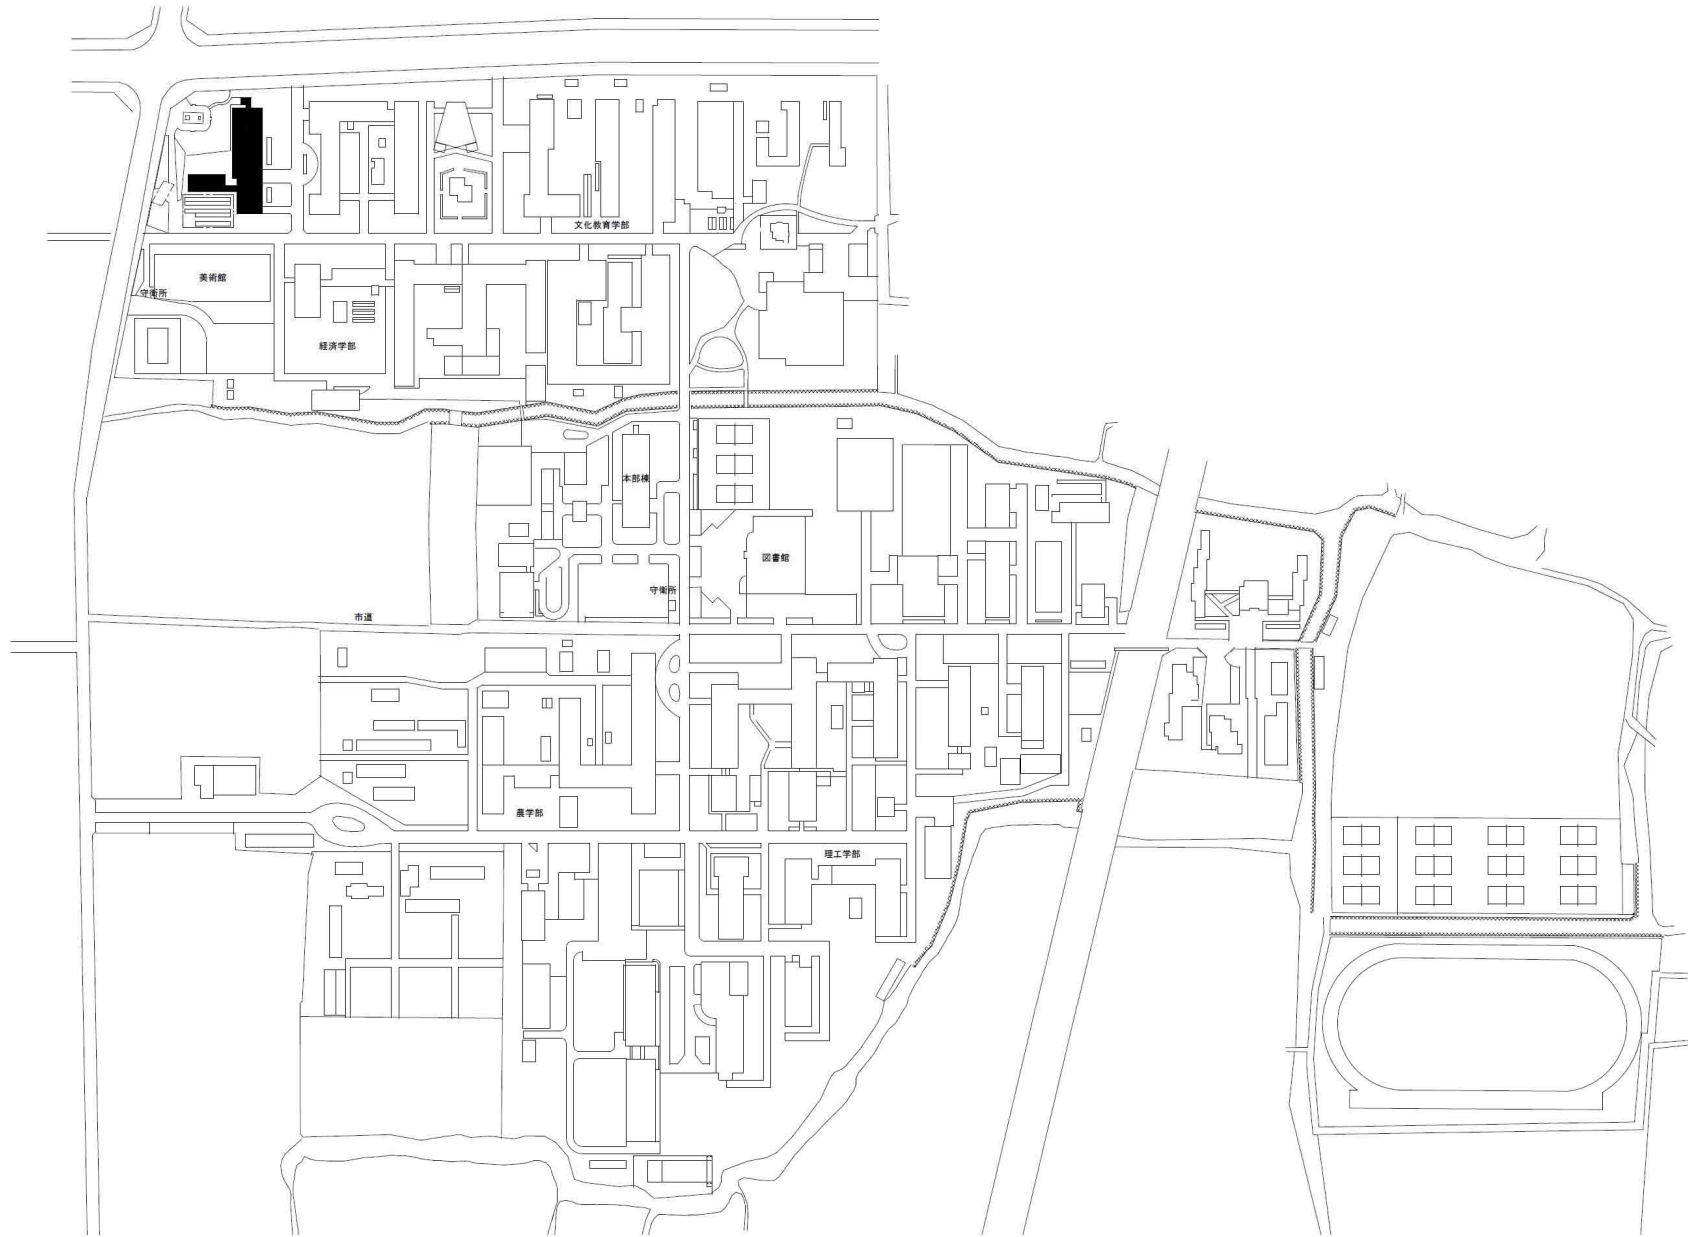 文化教育学部
美術館
守衛所
経済学部
本部棟
図書館
守衛所
市道
農学部
理工学部